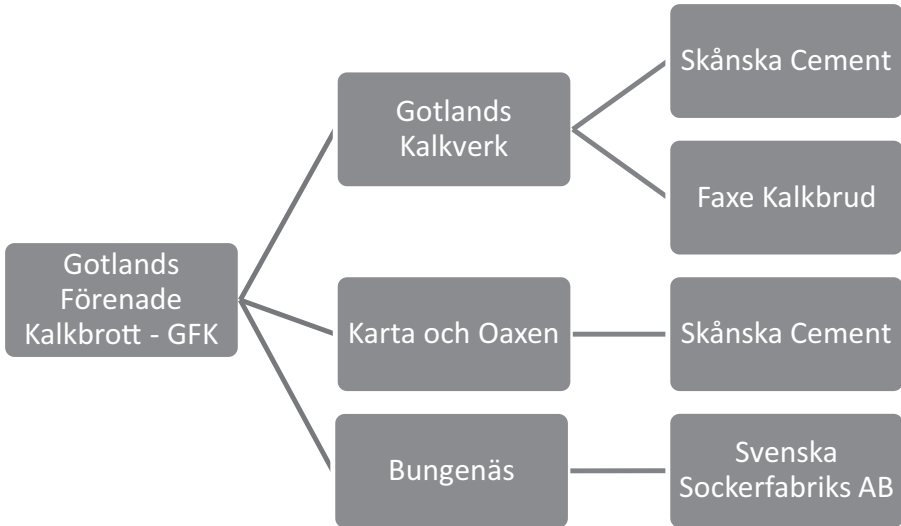 Gotlands
Förenade
Kalkbrott - GFK
Gotlands
Kalkverk
Skånska Cement
Faxe Kalkbrud
Karta och Oaxen
Skånska Cement
Bungenäs
Svenska
Sockerfabriks AB